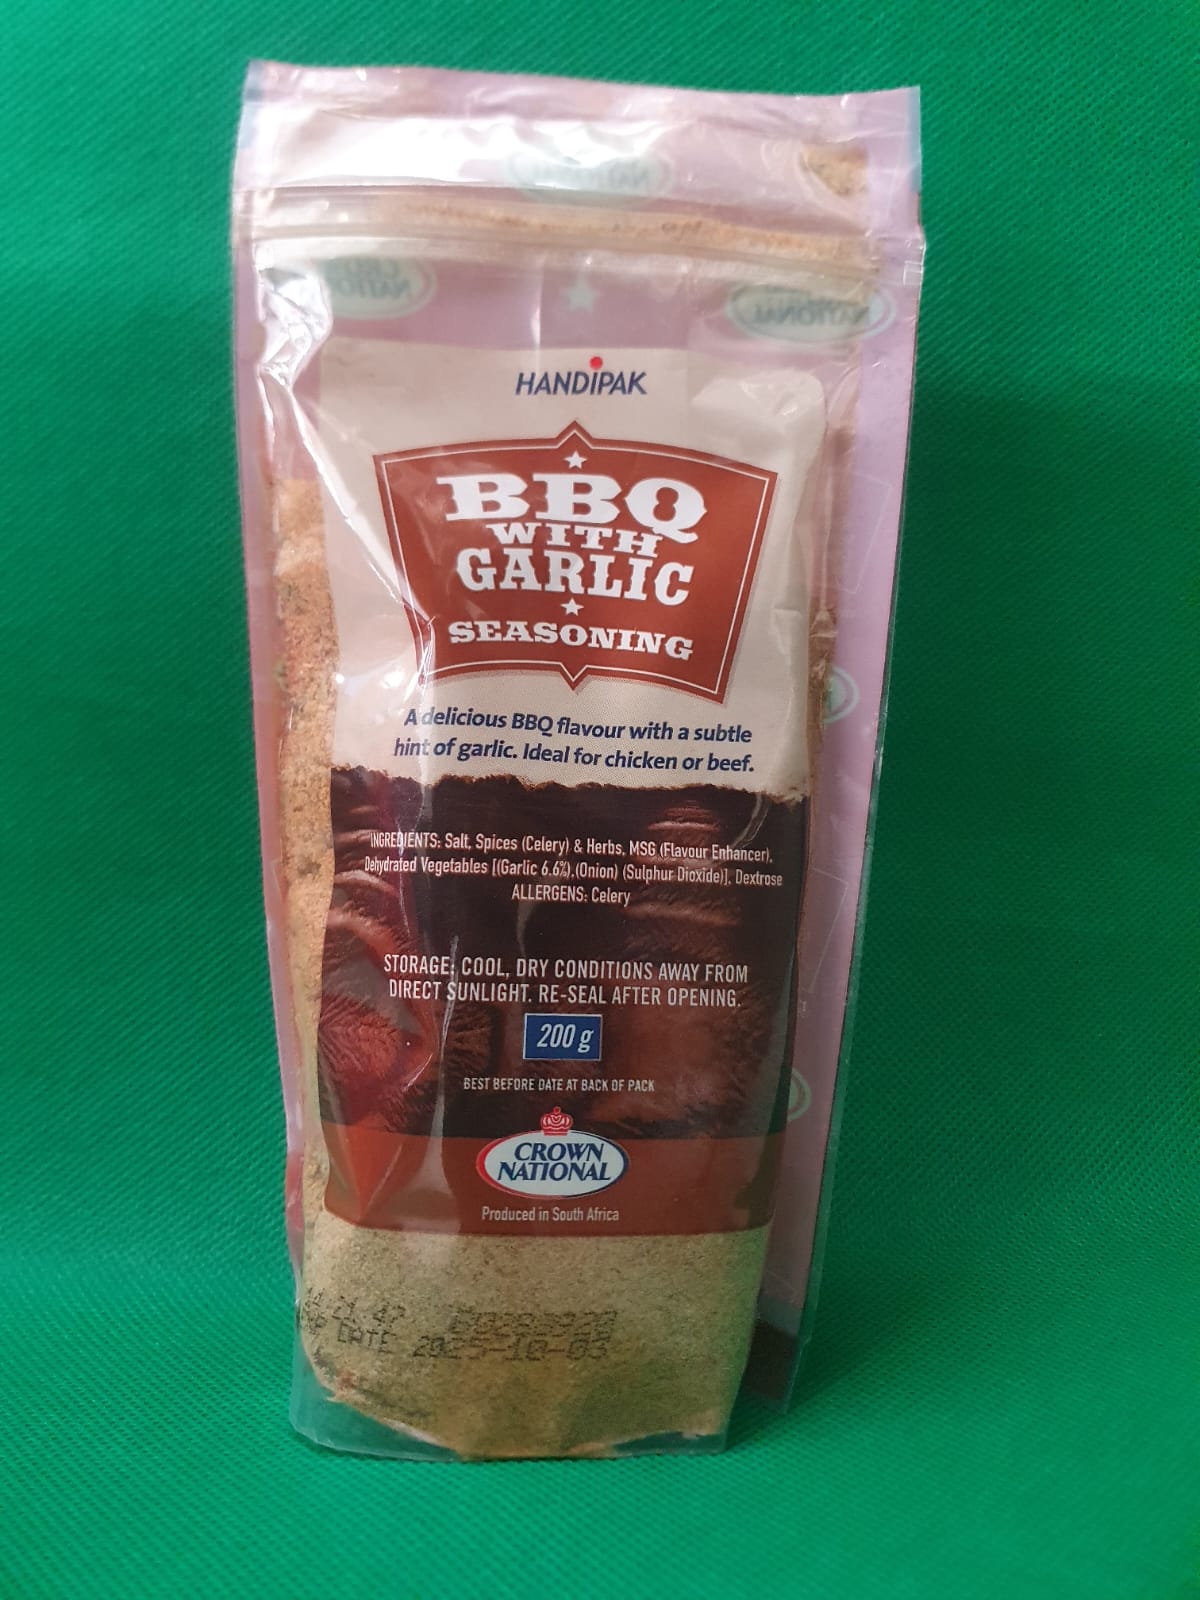 HANDIPAK
BBQ
WITH
GARLIC
SEASONING
A delicious BBQ flavour with a subtle
hint of garlic. Ideal for chicken or beef.
INGREDIENTS: Salt, Spices (Celery) & Herbs, MSG (Flavour Enhancer),
Dehydrated Vegetables [(Garlic 6.6%),(Onion) (Sulphur Dioxide)], Dextrose
ALLERGENS: Celery
STORAGE: COOL, DRY CONDITIONS AWAY FROM
DIRECT SUNLIGHT. RE-SEAL AFTER OPENING.
200 g
BEST BEFORE DATE AT BACK OF PACK
CROWN
NATIONAL
Produced in South Africa
DATE 2025-10-03